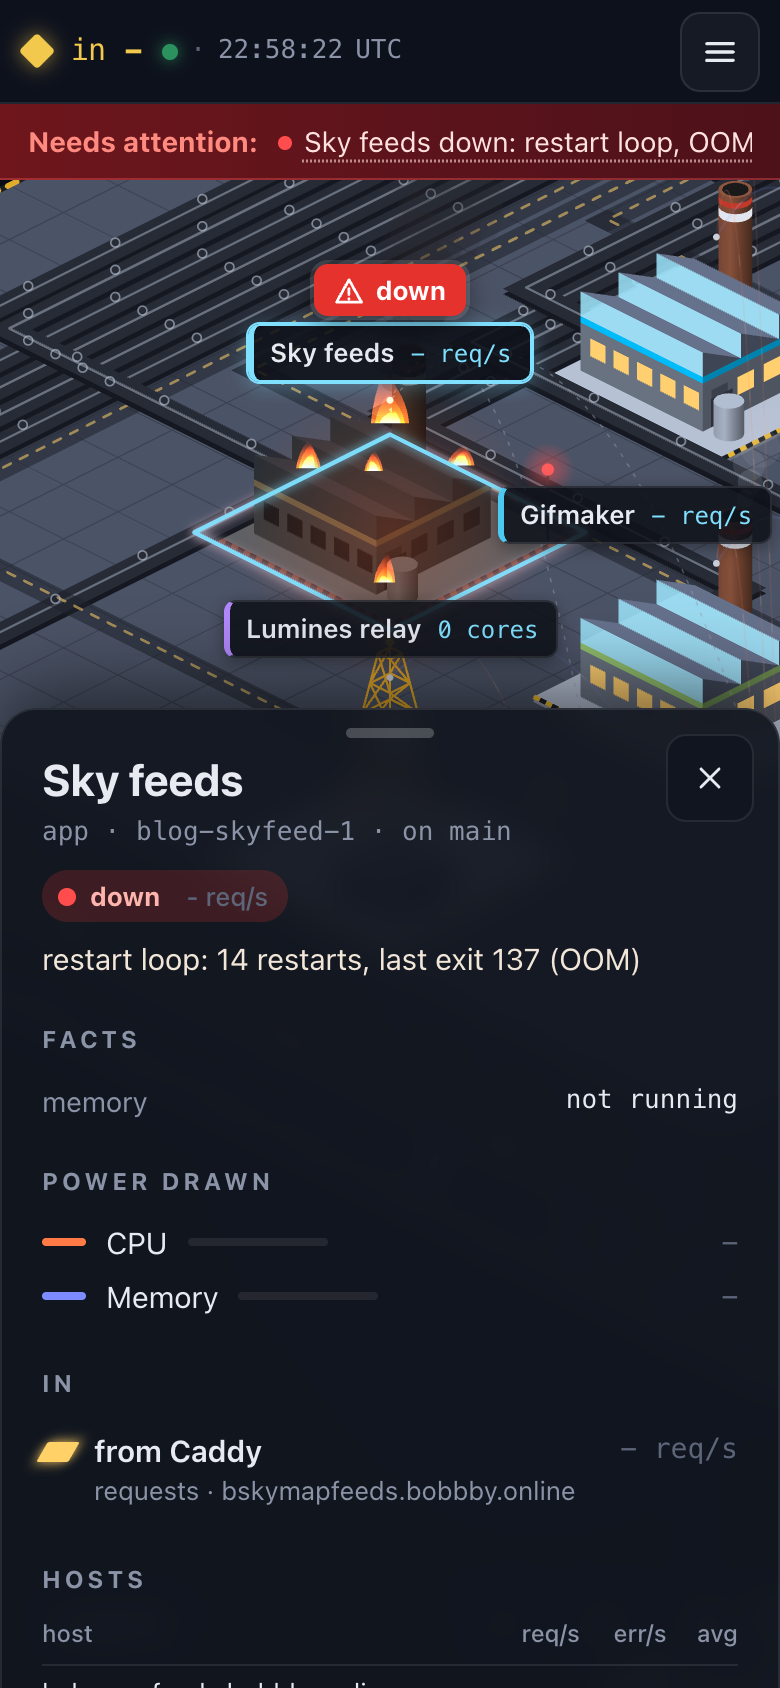 in – · 22:58:22 UTC
Needs attention: Sky feeds down: restart loop, OOM
down
Sky feeds – req/s
Gifmaker – req/s
Lumines relay 0 cores
Sky feeds
app · blog-skyfeed-1 · on main
down - req/s
restart loop: 14 restarts, last exit 137 (OOM)
FACTS
memory not running
POWER DRAWN
CPU –
Memory –
IN
from Caddy – req/s
requests · bskymapfeeds.bobbby.online
HOSTS
host req/s err/s avg